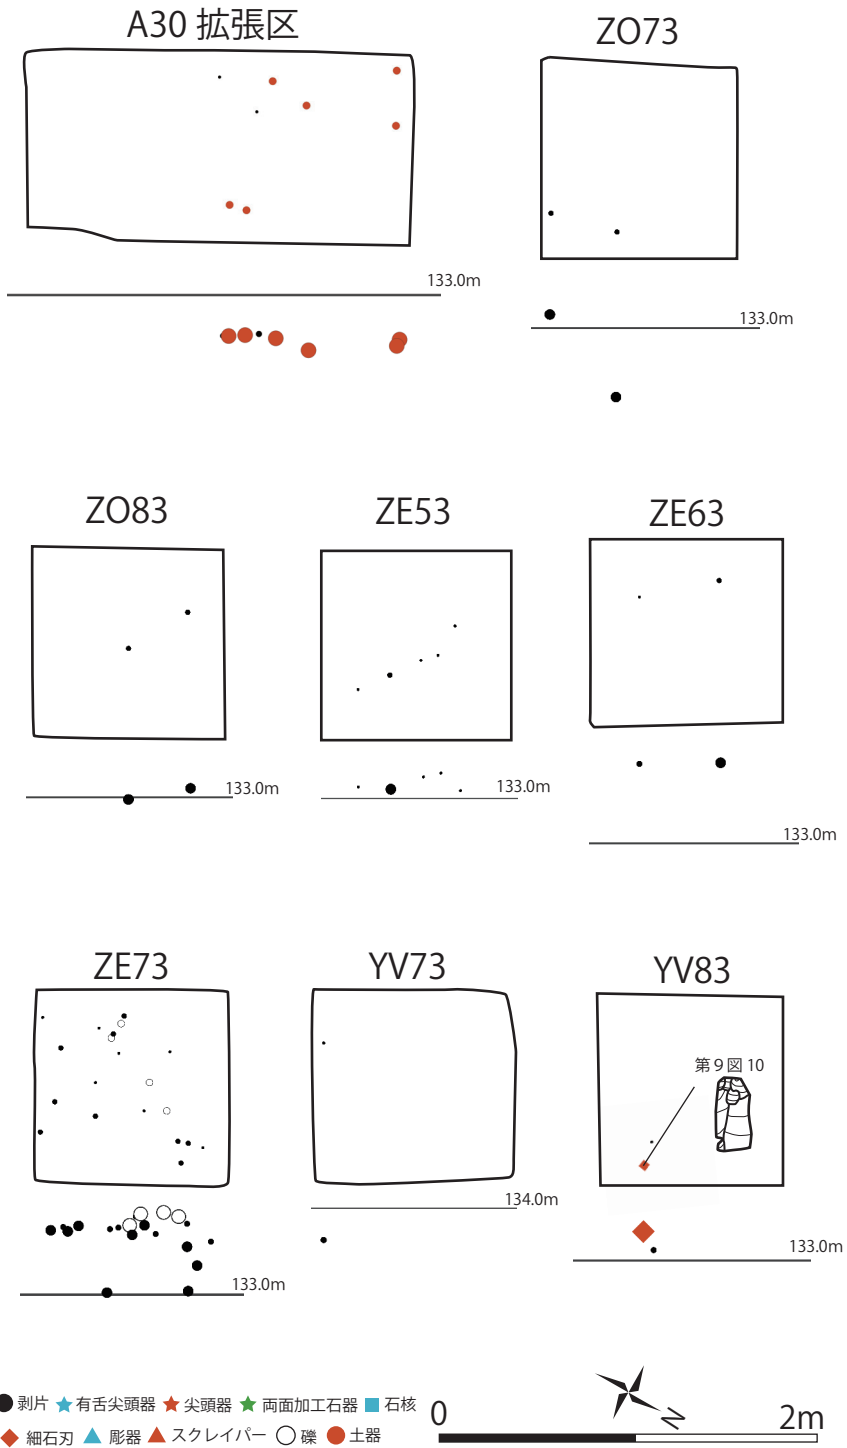 A30 拡張区
ZO73
133.0m
133.0m
ZO83
ZE53
ZE63
133.0m
133.0m
133.0m
ZE73
YV73
YV83
第9図10
134.0m
133.0m
133.0m
剥片 有舌尖頭器 尖頭器 両面加工石器 石核
細石刃 彫器 スクレイパー 礫 土器
N
0 2m